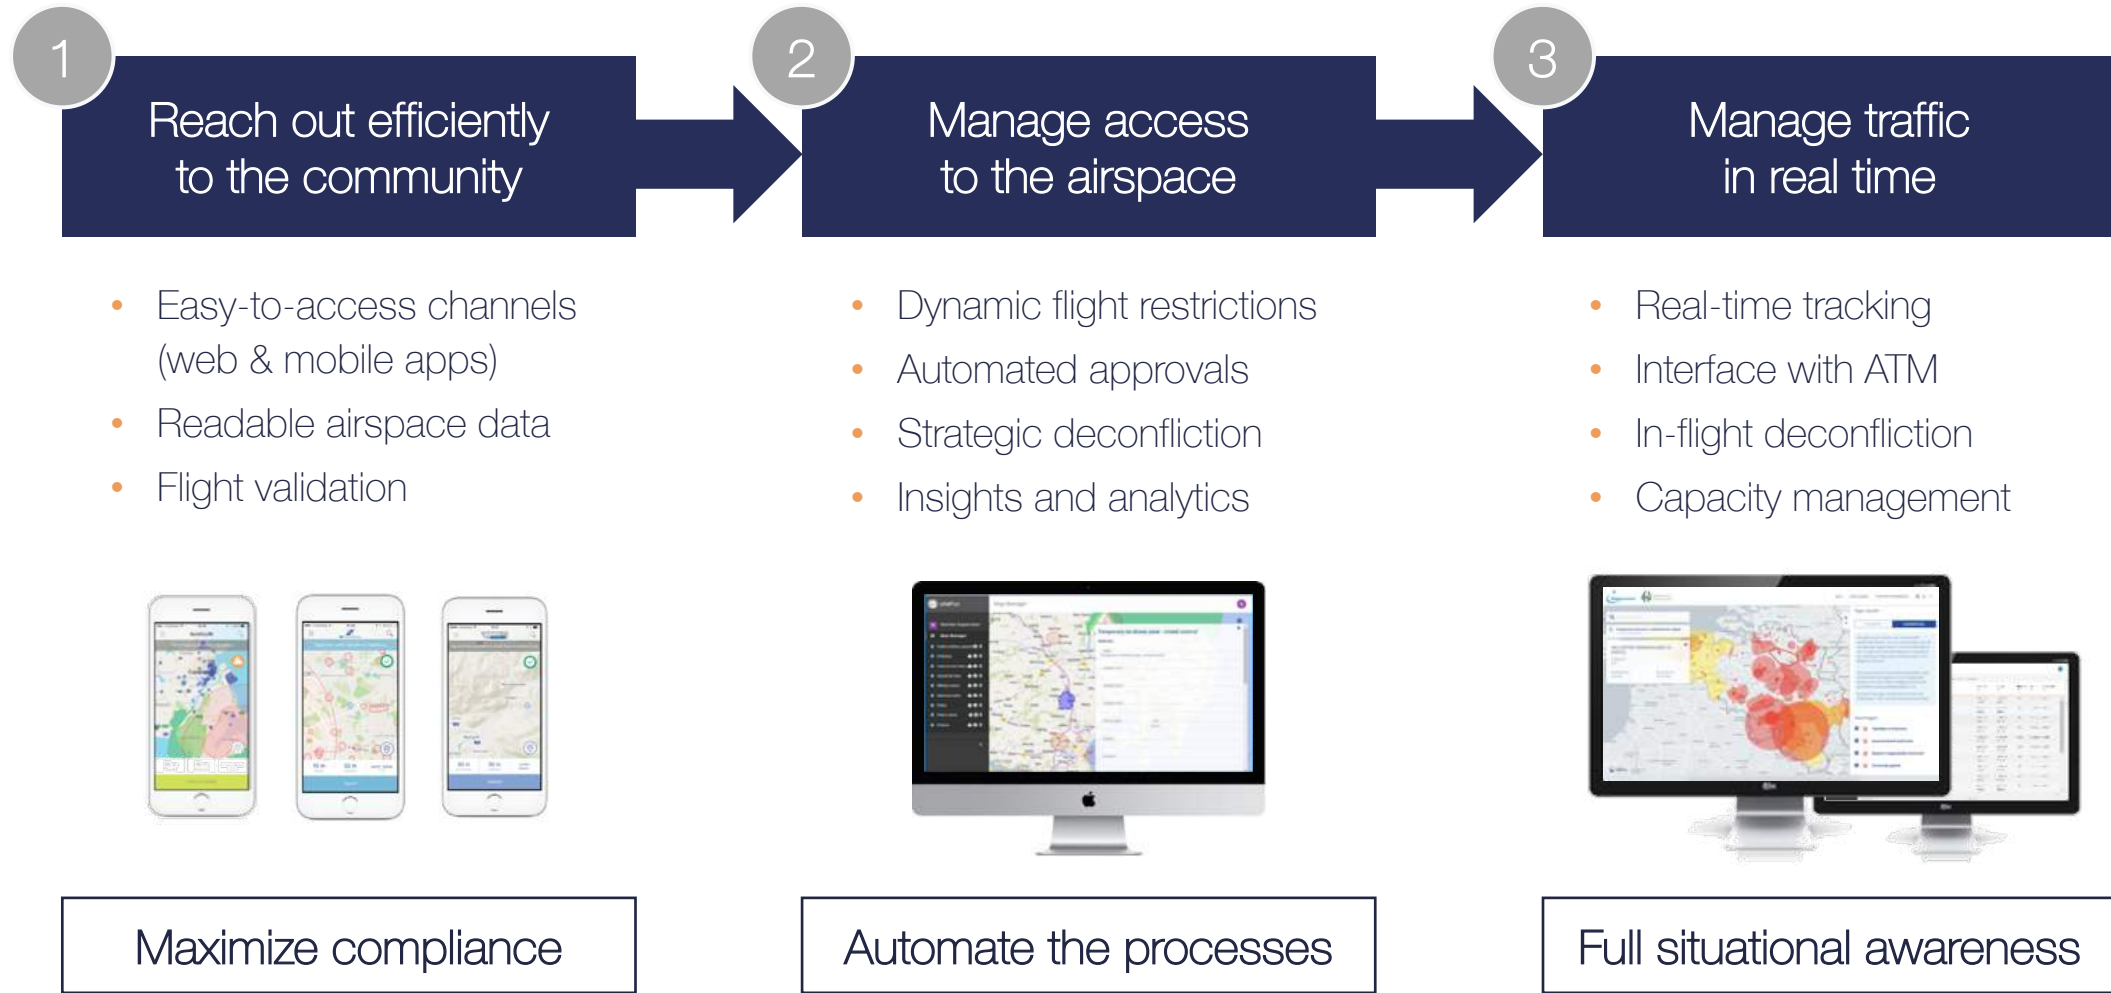 1
Reach out efficiently
to the community
• Easy-to-access channels
(web & mobile apps)
• Readable airspace data
• Flight validation
Maximize compliance
2
Manage access
to the airspace
• Dynamic flight restrictions
• Automated approvals
• Strategic deconfliction
• Insights and analytics
Map Manager
Automate the processes
3
Manage traffic
in real time
• Real-time tracking
• Interface with ATM
• In-flight deconfliction
• Capacity management
Full situational awareness